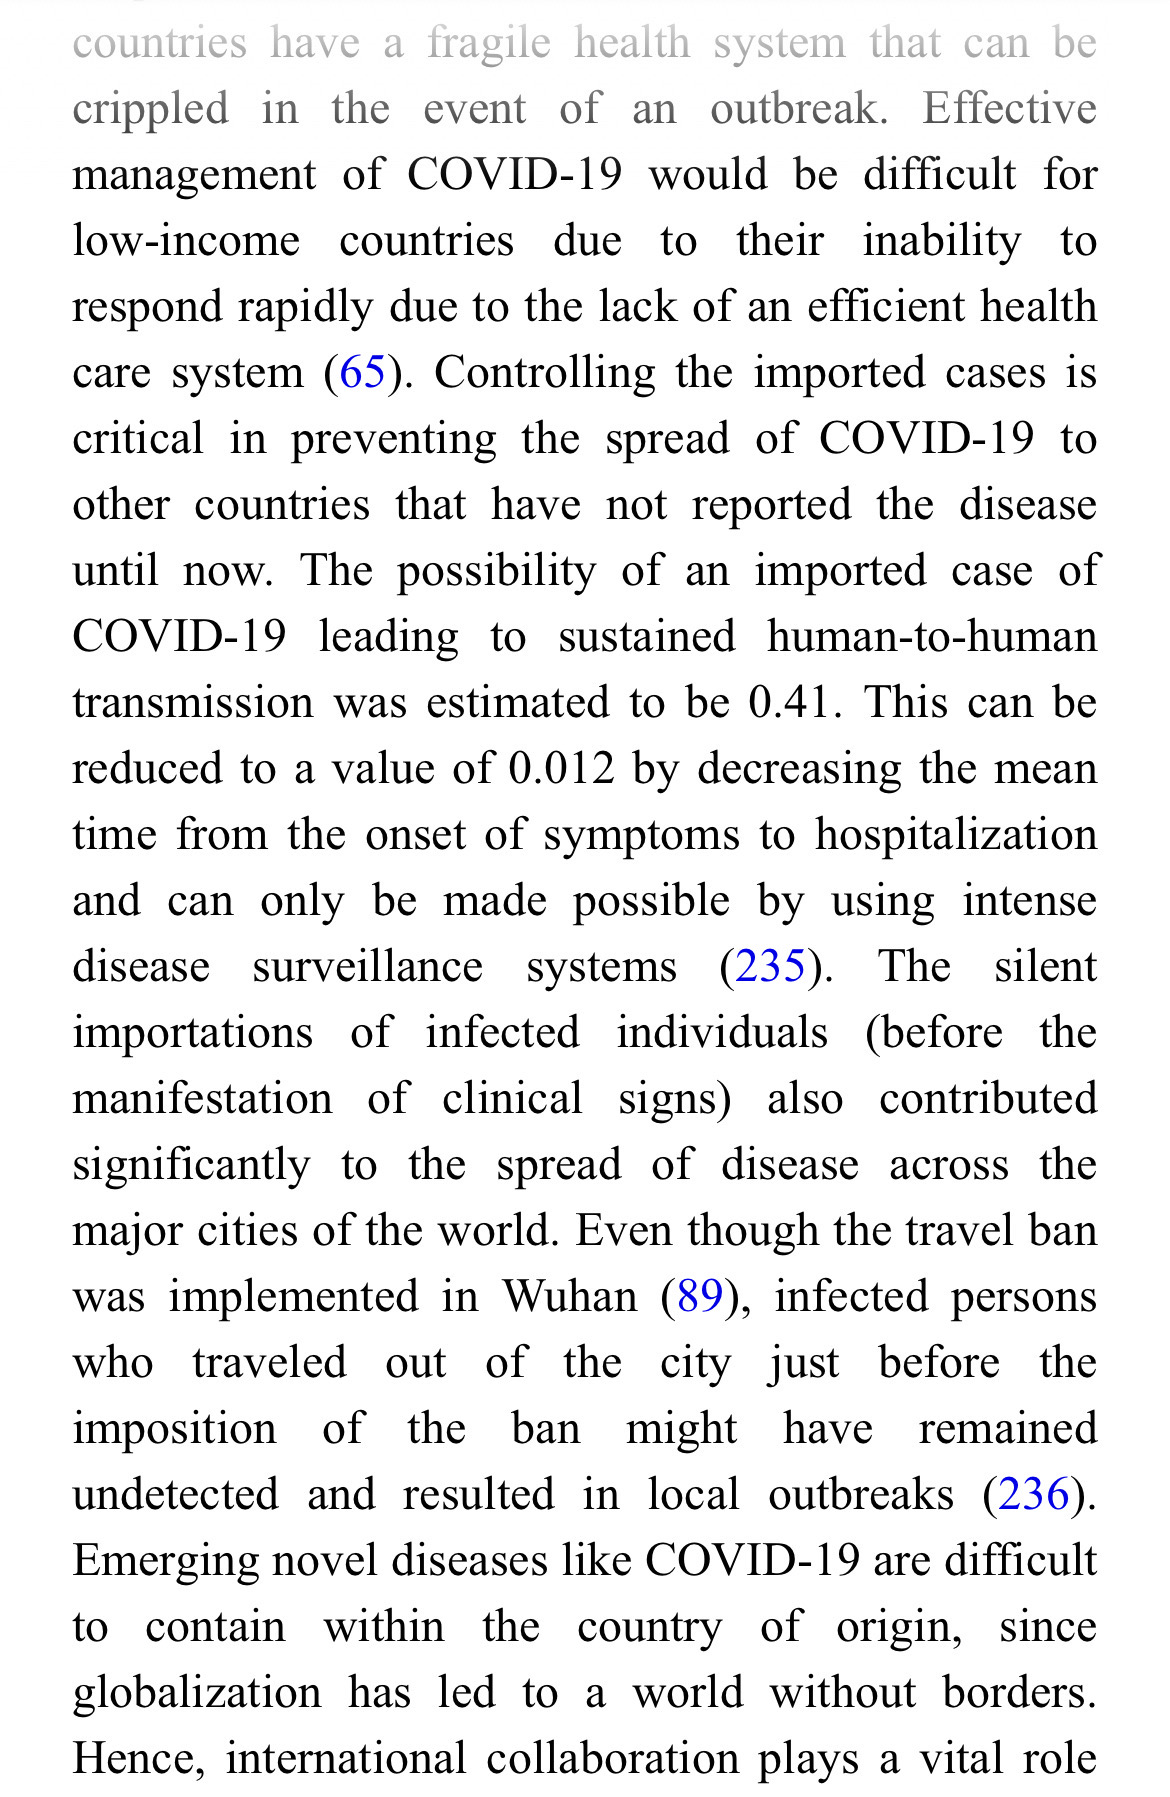 countries have a fragile health system that can be
crippled in the event of an outbreak. Effective
management of COVID-19 would be difficult for
low-income countries due to their inability to
respond rapidly due to the lack of an efficient health
care system (65). Controlling the imported cases is
critical in preventing the spread of COVID-19 to
other countries that have not reported the disease
until now. The possibility of an imported case of
COVID-19 leading to sustained human-to-human
transmission was estimated to be 0.41. This can be
reduced to a value of 0.012 by decreasing the mean
time from the onset of symptoms to hospitalization
and can only be made possible by using intense
disease surveillance systems (235). The silent
importations of infected individuals (before the
manifestation of clinical signs) also contributed
significantly to the spread of disease across the
major cities of the world. Even though the travel ban
was implemented in Wuhan (89), infected persons
who traveled out of the city just before the
imposition of the ban might have remained
undetected and resulted in local outbreaks (236).
Emerging novel diseases like COVID-19 are difficult
to contain within the country of origin, since
globalization has led to a world without borders.
Hence, international collaboration plays a vital role